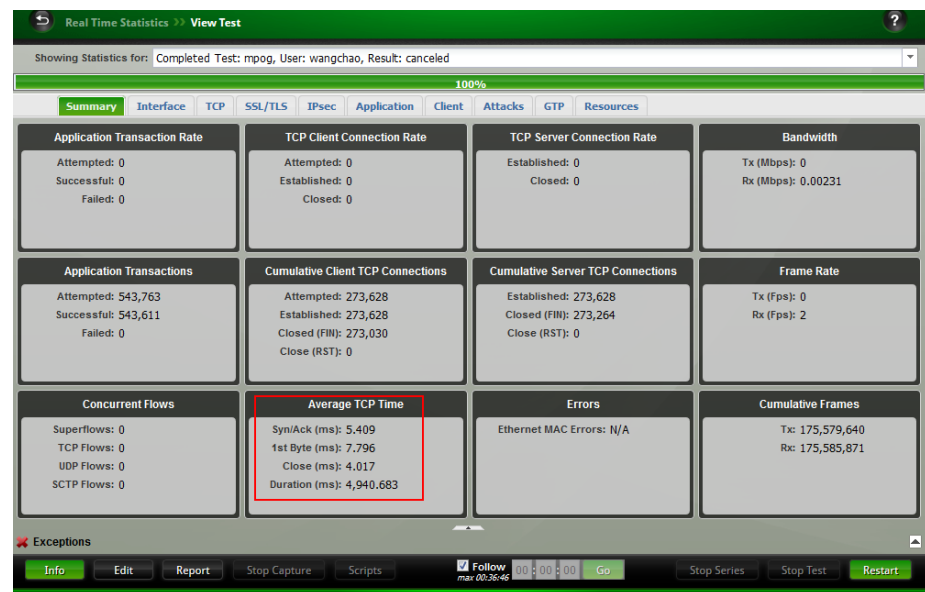 Real Time Statistics >> View Test
?
Showing Statistics for: Completed Test: mpog, User: wangchao, Result: canceled
100%
Summary Interface TCP SSL/TLS IPsec Application Client Attacks GTP Resources
Application Transaction Rate
Attempted: 0
Successful: 0
Failed: 0
TCP Client Connection Rate
Attempted: 0
Established: 0
Closed: 0
TCP Server Connection Rate
Established: 0
Closed: 0
Bandwidth
Tx (Mbps): 0
Rx (Mbps): 0.00231
Application Transactions
Attempted: 543,763
Successful: 543,611
Failed: 0
Cumulative Client TCP Connections
Attempted: 273,628
Established: 273,628
Closed (FIN): 273,030
Close (RST): 0
Cumulative Server TCP Connections
Established: 273,628
Closed (FIN): 273,264
Close (RST): 0
Frame Rate
Tx (Fps): 0
Rx (Fps): 2
Concurrent Flows
Superflows: 0
TCP Flows: 0
UDP Flows: 0
SCTP Flows: 0
Average TCP Time
Syn/Ack (ms): 5.409
1st Byte (ms): 7.796
Close (ms): 4.017
Duration (ms): 4,940.683
Errors
Ethernet MAC Errors: N/A
Cumulative Frames
Tx: 175,579,640
Rx: 175,585,871
Exceptions
Info Edit Report Stop Capture Scripts Follow 00 : 00 : 00 Go Stop Series Stop Test Restart
max 00:36:46